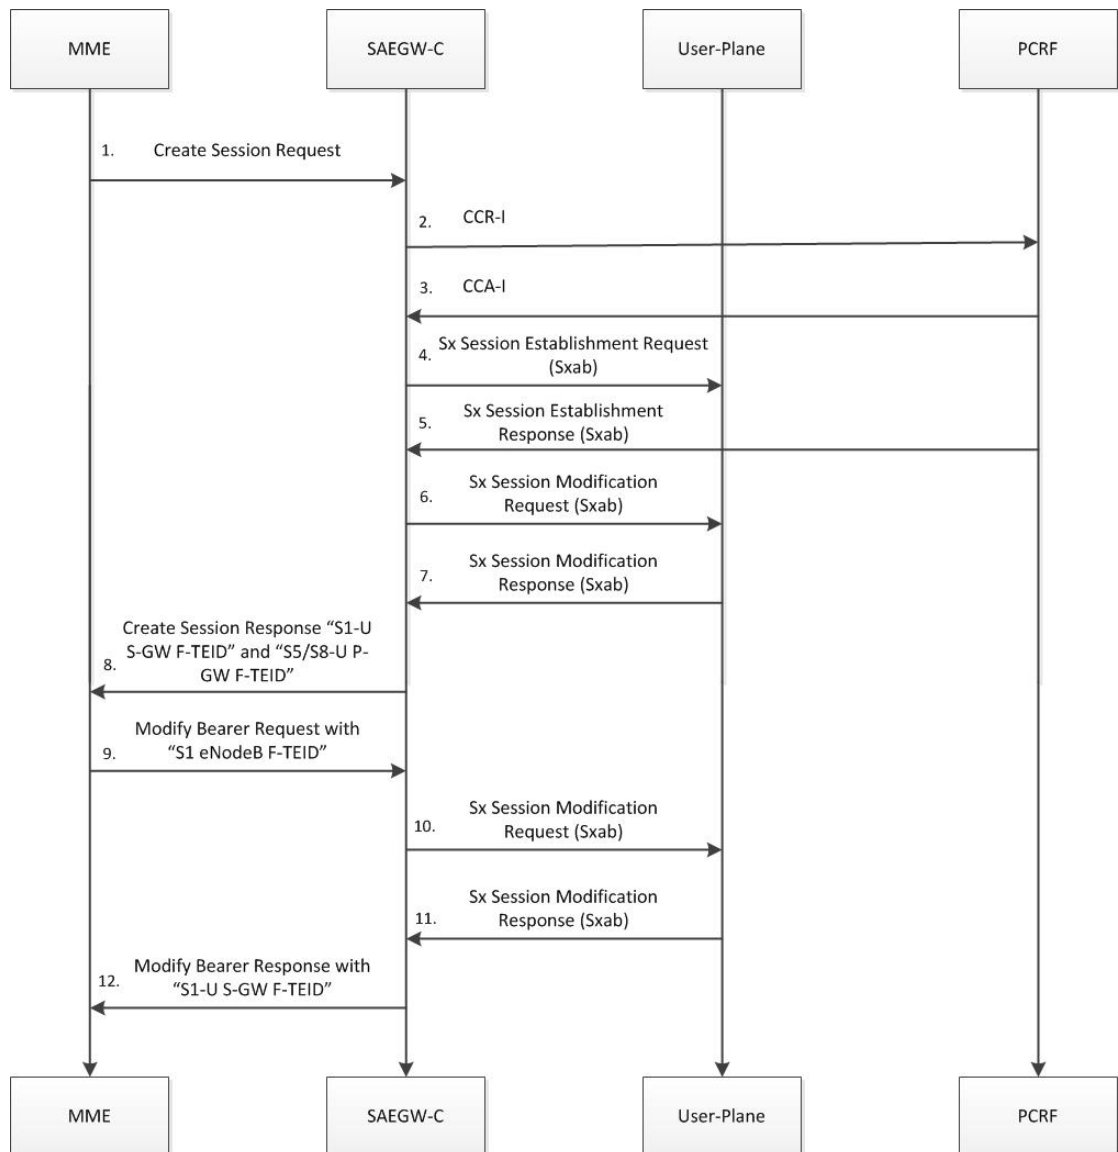 MME
SAEGW-C
User-Plane
PCRF
1.
Create Session Request
2.
CCR-I
3.
CCA-I
4.
Sx Session Establishment Request
(Sxab)
5.
Sx Session Establishment
Response (Sxab)
6.
Sx Session Modification
Request (Sxab)
7.
Sx Session Modification
Response (Sxab)
8.
Create Session Response “S1-U
S-GW F-TEID” and “S5/S8-U P-
GW F-TEID”
9.
Modify Bearer Request with
“S1 eNodeB F-TEID”
10.
Sx Session Modification
Request (Sxab)
11.
Sx Session Modification
Response (Sxab)
12.
Modify Bearer Response with
“S1-U S-GW F-TEID”
MME
SAEGW-C
User-Plane
PCRF